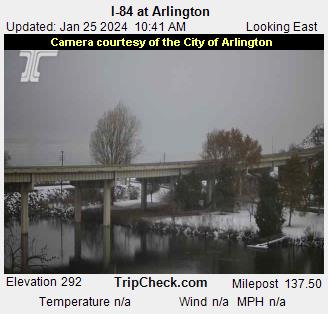 I-84 at Arlington
Updated: Jan 25 2024 10:41 AM Looking East
Camera courtesy of the City of Arlington
Elevation 292 TripCheck.com Milepost 137.50
Temperature n/a Wind n/a MPH n/a